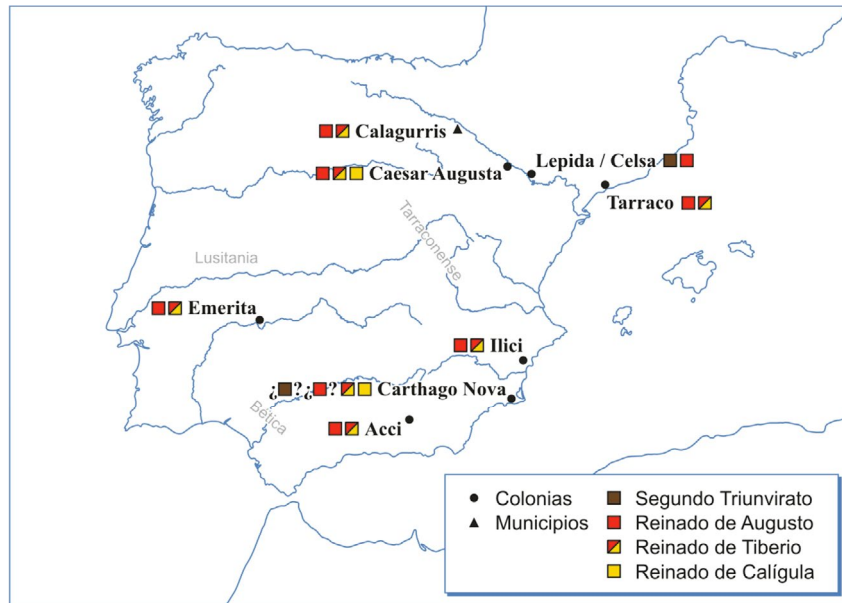 Calagurris
Lepida / Celsa
Caesar Augusta
Tarraco
Tarraconense
Lusitania
Emerita
Ilici
¿?¿? Carthago Nova
Bética
Acci
Colonias
Municipios
Segundo Triunvirato
Reinado de Augusto
Reinado de Tiberio
Reinado de Calígula